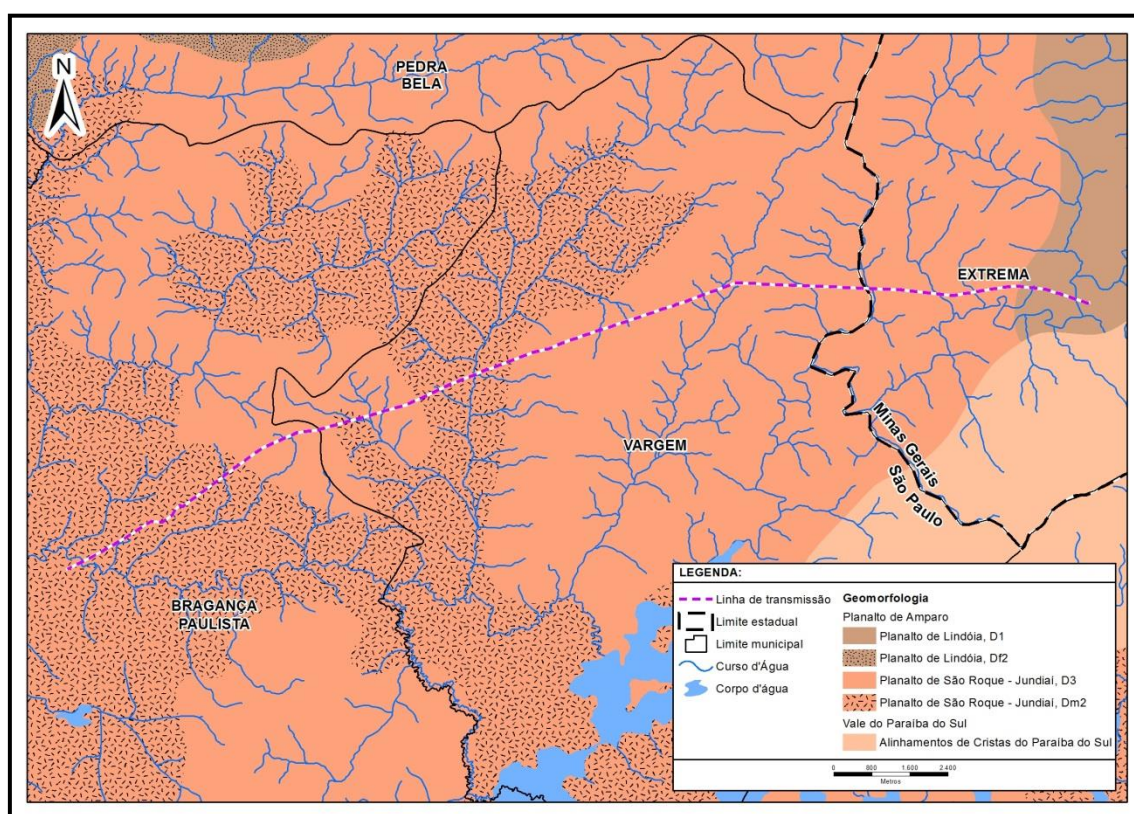 N
PEDRA
BELA
EXTREMA
VARGEM
Minas Gerais
São Paulo
BRAGANÇA
PAULISTA
LEGENDA:
Linha de transmissão
Limite estadual
Limite municipal
Curso d'Água
Corpo d'água
Geomorfologia
Planalto de Amparo
Planalto de Lindóia, D1
Planalto de Lindóia, Df2
Planalto de São Roque - Jundiaí, D3
Planalto de São Roque - Jundiaí, Dm2
Vale do Paraíba do Sul
Alinhamentos de Cristas do Paraíba do Sul
0 800 1.600 2.400
Metros